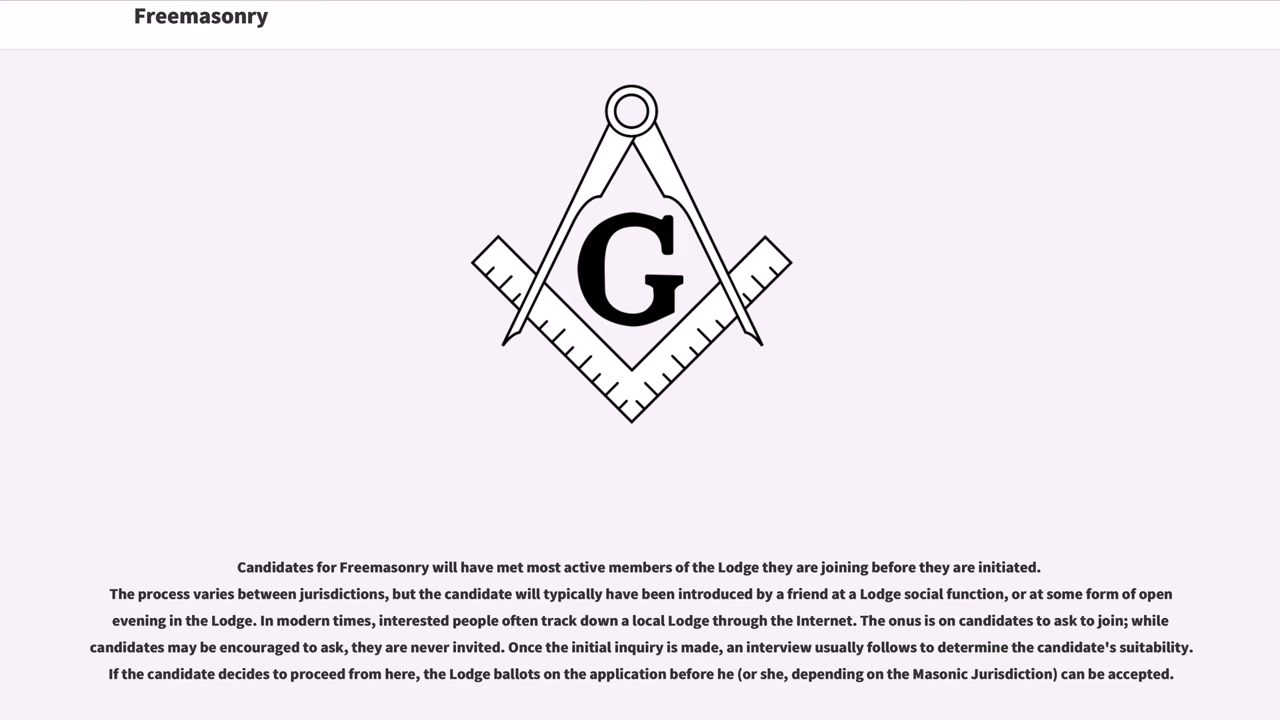 Freemasonry
G
Candidates for Freemasonry will have met most active members of the Lodge they are joining before they are initiated.
The process varies between jurisdictions, but the candidate will typically have been introduced by a friend at a Lodge social function, or at some form of open
evening in the Lodge. In modern times, interested people often track down a local Lodge through the Internet. The onus is on candidates to ask to join; while
candidates may be encouraged to ask, they are never invited. Once the initial inquiry is made, an interview usually follows to determine the candidate's suitability.
If the candidate decides to proceed from here, the Lodge ballots on the application before he (or she, depending on the Masonic Jurisdiction) can be accepted.